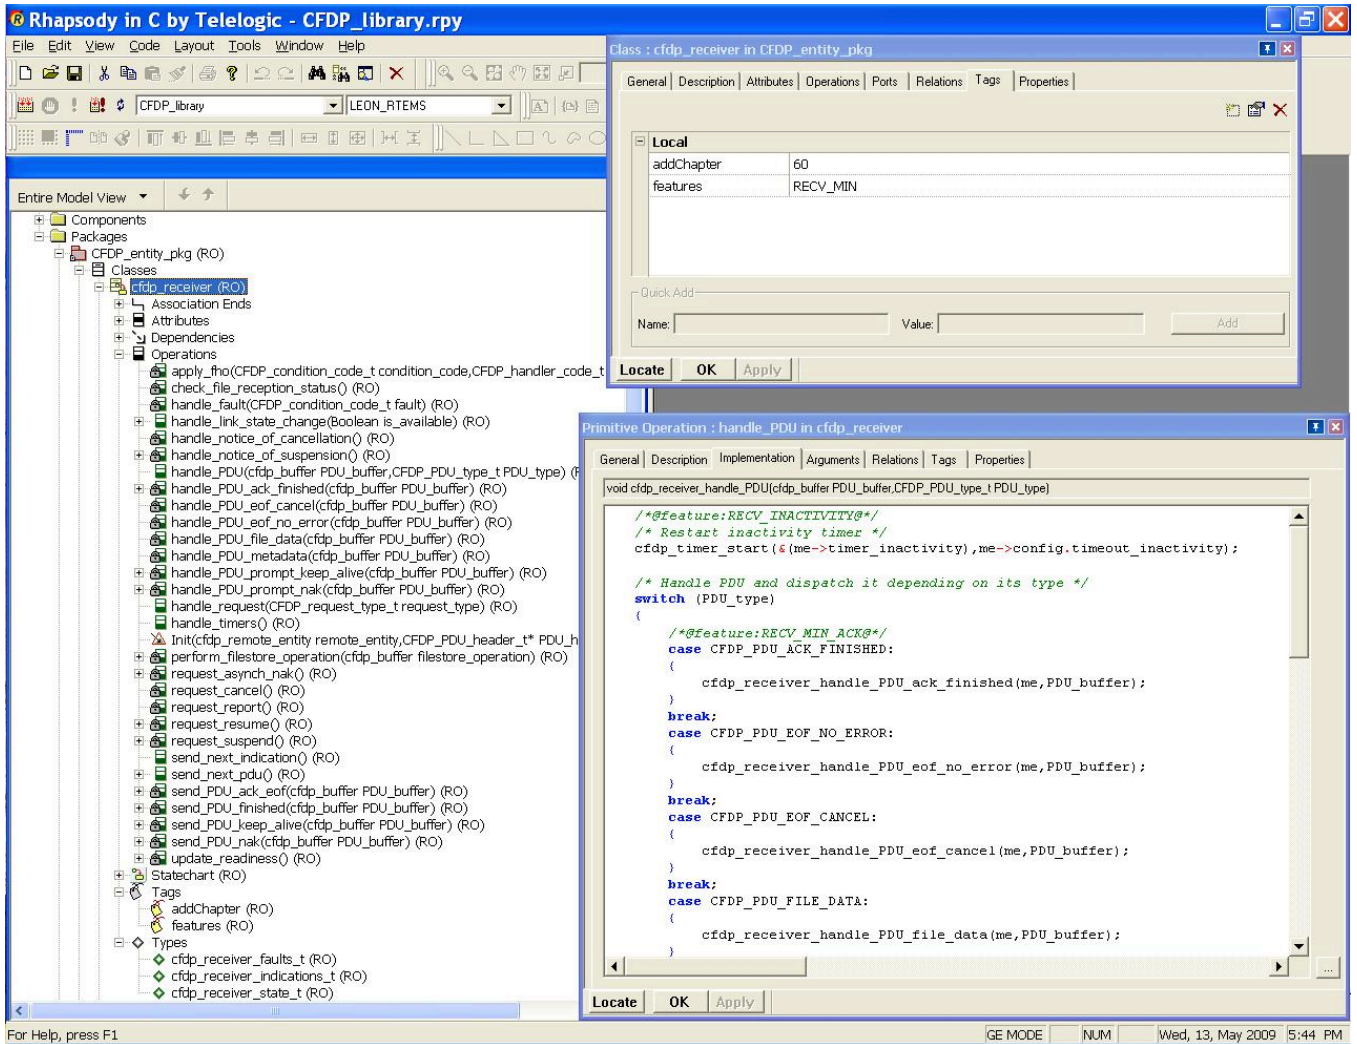 Rhapsody in C by Telelogic - CFDP_library.rpy
File Edit View Code Layout Tools Window Help
CFDP_library LEON_RTEMS
Entire Model View
Components
Packages
CFDP_entity_pkg (RO)
Classes
cfdp_receiver (RO)
Association Ends
Attributes
Dependencies
Operations
apply_fho(CFDP_condition_code_t condition_code,CFDP_handler_code_t
check_file_reception_status() (RO)
handle_fault(CFDP_condition_code_t fault) (RO)
handle_link_state_change(Boolean is_available) (RO)
handle_notice_of_cancellation() (RO)
handle_notice_of_suspension() (RO)
handle_PDU(cfdp_buffer PDU_buffer,CFDP_PDU_type_t PDU_type) (
handle_PDU_ack_finished(cfdp_buffer PDU_buffer) (RO)
handle_PDU_eof_cancel(cfdp_buffer PDU_buffer) (RO)
handle_PDU_eof_no_error(cfdp_buffer PDU_buffer) (RO)
handle_PDU_file_data(cfdp_buffer PDU_buffer) (RO)
handle_PDU_metadata(cfdp_buffer PDU_buffer) (RO)
handle_PDU_prompt_keep_alive(cfdp_buffer PDU_buffer) (RO)
handle_PDU_prompt_nak(cfdp_buffer PDU_buffer) (RO)
handle_request(CFDP_request_type_t request_type) (RO)
handle_timers() (RO)
Init(cfdp_remote_entity remote_entity,CFDP_PDU_header_t* PDU_h
perform_filestore_operation(cfdp_buffer filestore_operation) (RO)
request_asynch_nak() (RO)
request_cancel() (RO)
request_report() (RO)
request_resume() (RO)
request_suspend() (RO)
send_next_indication() (RO)
send_next_pdu() (RO)
send_PDU_ack_eof(cfdp_buffer PDU_buffer) (RO)
send_PDU_finished(cfdp_buffer PDU_buffer) (RO)
send_PDU_keep_alive(cfdp_buffer PDU_buffer) (RO)
send_PDU_nak(cfdp_buffer PDU_buffer) (RO)
update_readiness() (RO)
Statechart (RO)
Tags
addChapter (RO)
features (RO)
Types
cfdp_receiver_faults_t (RO)
cfdp_receiver_indications_t (RO)
cfdp_receiver_state_t (RO)
Class : cfdp_receiver in CFDP_entity_pkg
General Description Attributes Operations Ports Relations Tags Properties
Local
addChapter 60
features RECV_MIN
Quick Add
Name: Value: Add
Locate OK Apply
Primitive Operation : handle_PDU in cfdp_receiver
General Description Implementation Arguments Relations Tags Properties
void cfdp_receiver_handle_PDU(cfdp_buffer PDU_buffer,CFDP_PDU_type_t PDU_type)
/*@feature:RECV_INACTIVITY@*/
/* Restart inactivity timer */
cfdp_timer_start(&(me->timer_inactivity),me->config.timeout_inactivity);
/* Handle PDU and dispatch it depending on its type */
switch (PDU_type)
{
/*@feature:RECV_MIN_ACK@*/
case CFDP_PDU_ACK_FINISHED:
{
cfdp_receiver_handle_PDU_ack_finished(me,PDU_buffer);
}
break;
case CFDP_PDU_EOF_NO_ERROR:
{
cfdp_receiver_handle_PDU_eof_no_error(me,PDU_buffer);
}
break;
case CFDP_PDU_EOF_CANCEL:
{
cfdp_receiver_handle_PDU_eof_cancel(me,PDU_buffer);
}
break;
case CFDP_PDU_FILE_DATA:
{
cfdp_receiver_handle_PDU_file_data(me,PDU_buffer);
}
...
Locate OK Apply
For Help, press F1
GE MODE NUM Wed, 13, May 2009 5:44 PM